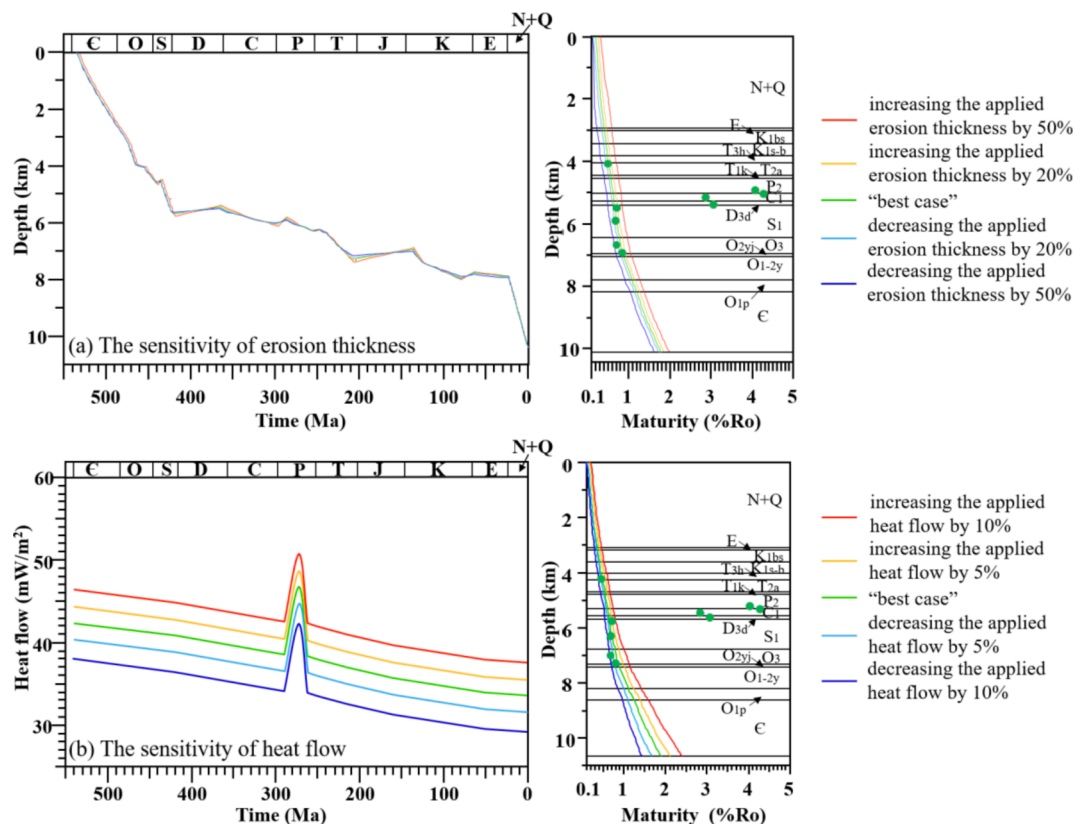 N+Q
Є O S D C P T J K E
0
2
4
6
8
10
Depth (km)
(a) The sensitivity of erosion thickness
500 400 300 200 100 0
Time (Ma)
0
2
4
6
8
10
Depth (km)
N+Q
E
K1bs
T3h K1s-b
T1k T2a
P2
C1
D3d
S1
O2yj O3
O1-2y
O1p
Є
0.1 1 2 3 4 5
Maturity (%Ro)
increasing the applied
erosion thickness by 50%
increasing the applied
erosion thickness by 20%
“best case”
decreasing the applied
erosion thickness by 20%
decreasing the applied
erosion thickness by 50%
N+Q
Є O S D C P T J K E
60
50
40
30
Heat flow (mW/m²)
(b) The sensitivity of heat flow
500 400 300 200 100 0
Time (Ma)
0
2
4
6
8
10
Depth (km)
N+Q
E
K1bs
T3h K1s-b
T1k T2a
P2
C1
D3d
S1
O2yj O3
O1-2y
O1p
Є
0.1 1 2 3 4 5
Maturity (%Ro)
increasing the applied
heat flow by 10%
increasing the applied
heat flow by 5%
“best case”
decreasing the applied
heat flow by 5%
decreasing the applied
heat flow by 10%